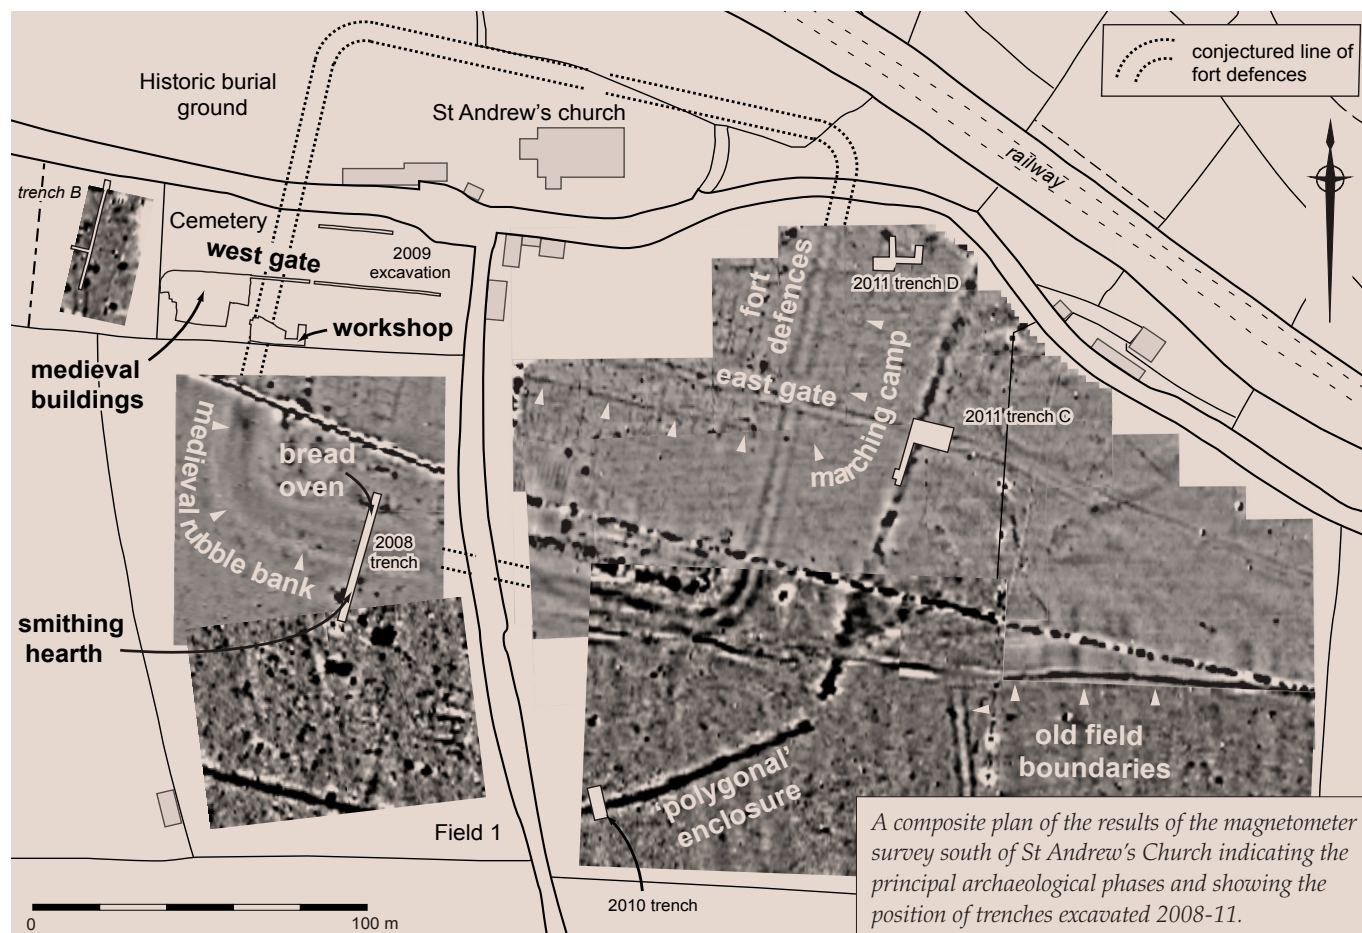 conjectured line of
fort defences
Historic burial
ground
St Andrew's church
railway
trench B
Cemetery
west gate
2009
excavation
workshop
medieval
buildings
fort
defences
2011 trench D
marching camp
east gate
2011 trench C
medieval rubble bank
bread
oven
2008
trench
smithing
hearth
old field
boundaries
'polygonal'
enclosure
Field 1
2010 trench
0
100 m
A composite plan of the results of the magnetometer
survey south of St Andrew's Church indicating the
principal archaeological phases and showing the
position of trenches excavated 2008-11.